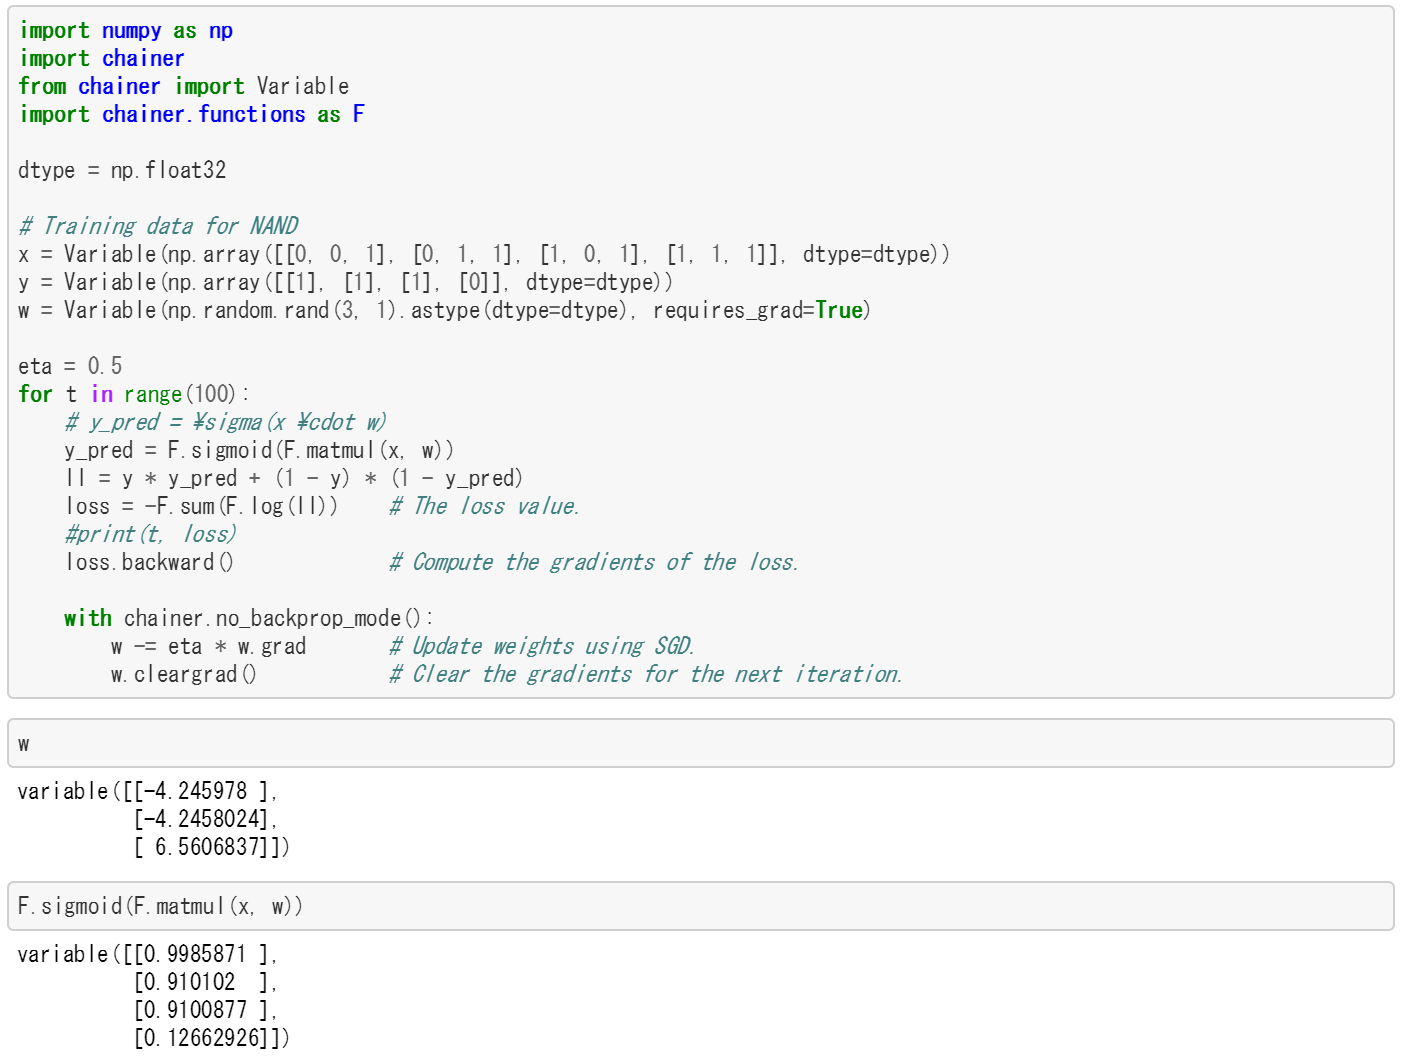 import numpy as np
import chainer
from chainer import Variable
import chainer.functions as F

dtype = np.float32

# Training data for NAND
x = Variable(np.array([[0, 0, 1], [0, 1, 1], [1, 0, 1], [1, 1, 1]], dtype=dtype))
y = Variable(np.array([[1], [1], [1], [0]], dtype=dtype))
w = Variable(np.random.rand(3, 1).astype(dtype=dtype), requires_grad=True)

eta = 0.5
for t in range(100):
    # y_pred = ¥sigma(x ¥cdot w)
    y_pred = F.sigmoid(F.matmul(x, w))
    ll = y * y_pred + (1 - y) * (1 - y_pred)
    loss = -F.sum(F.log(ll))    # The loss value.
    #print(t, loss)
    loss.backward()             # Compute the gradients of the loss.

    with chainer.no_backprop_mode():
        w -= eta * w.grad       # Update weights using SGD.
        w.cleargrad()           # Clear the gradients for the next iteration.

w
variable([[-4.245978 ],
          [-4.2458024],
          [ 6.5606837]])
F.sigmoid(F.matmul(x, w))
variable([[0.9985871 ],
          [0.910102  ],
          [0.9100877 ],
          [0.12662926]])